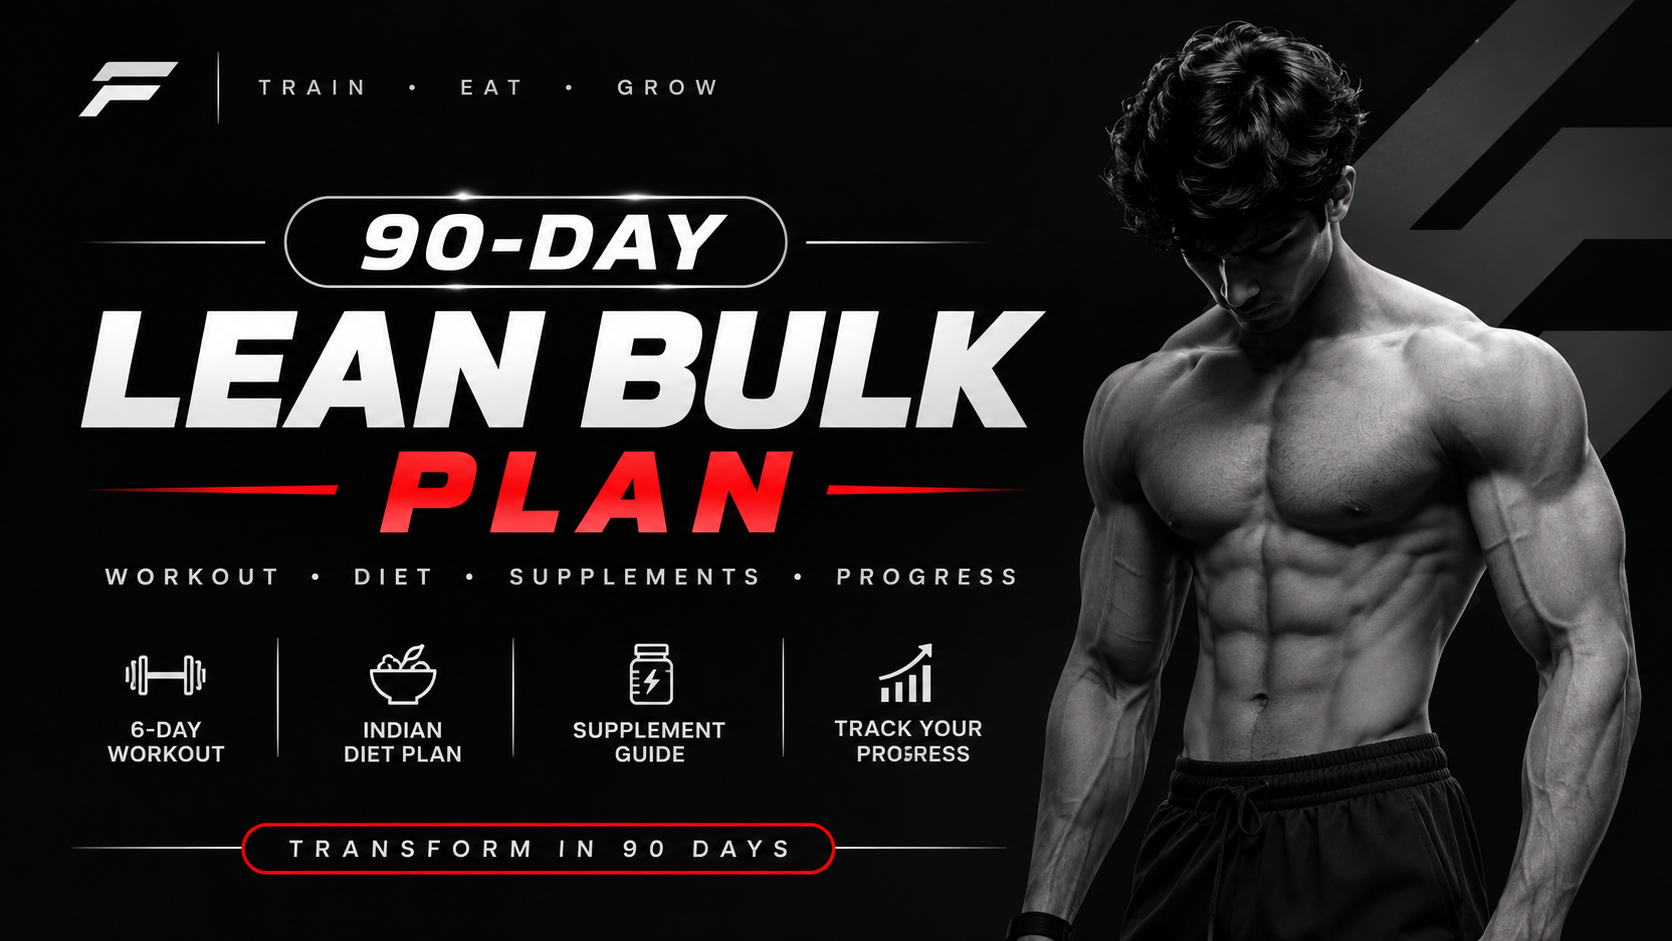 TRAIN • EAT • GROW
90-DAY
LEAN BULK
PLAN
WORKOUT • DIET • SUPPLEMENTS • PROGRESS
6-DAY
WORKOUT
INDIAN
DIET PLAN
SUPPLEMENT
GUIDE
TRACK YOUR
PROGRESS
TRANSFORM IN 90 DAYS